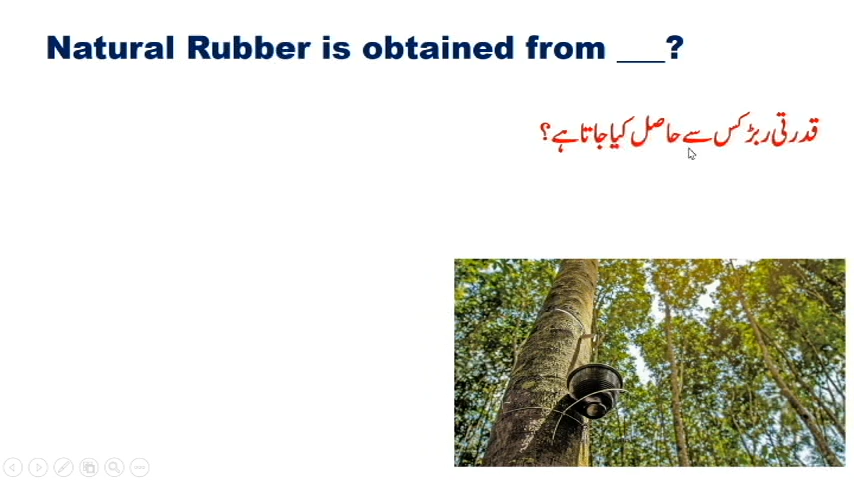 Natural Rubber is obtained from ___?
قدرتی ربڑ کس سے حاصل کیا جاتا ہے؟